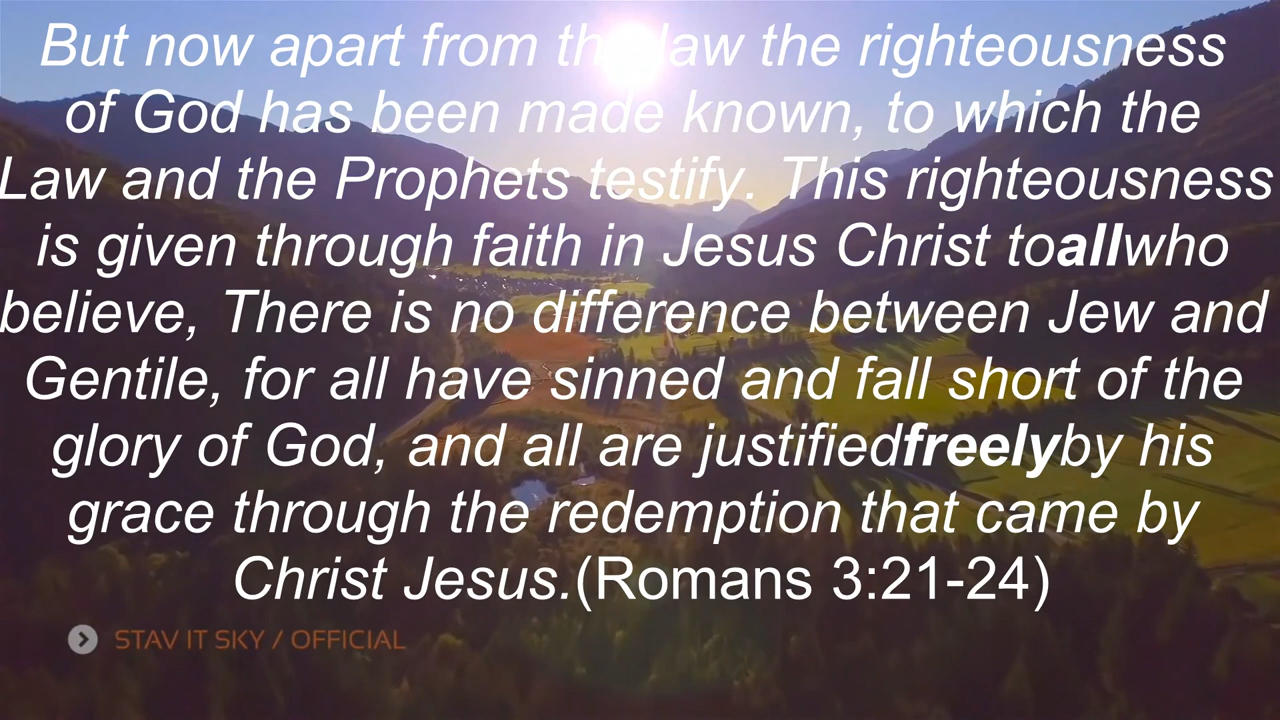 But now apart from the law the righteousness
of God has been made known, to which the
Law and the Prophets testify. This righteousness
is given through faith in Jesus Christ toallwho
believe, There is no difference between Jew and
Gentile, for all have sinned and fall short of the
glory of God, and all are justifiedfreelyby his
grace through the redemption that came by
Christ Jesus.(Romans 3:21-24)
STAV IT SKY / OFFICIAL